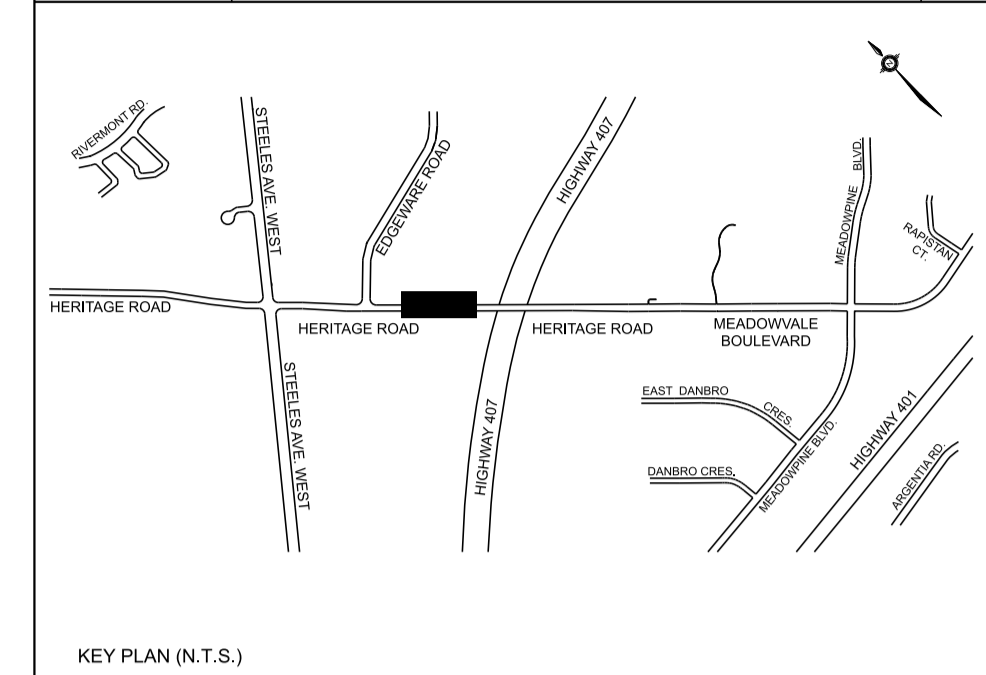 RIVERMONT RD.
STEELES AVE. WEST
EDGEWARE ROAD
HIGHWAY 407
MEADOWPINE BLVD.
RAPISTAN
CT.
HERITAGE ROAD
HERITAGE ROAD
HERITAGE ROAD
MEADOWVALE
BOULEVARD
STEELES AVE. WEST
HIGHWAY 407
EAST DANBRO CRES.
DANBRO CRES.
MEADOWPINE BLVD.
HIGHWAY 401
ARGENTIA RD.
KEY PLAN (N.T.S.)